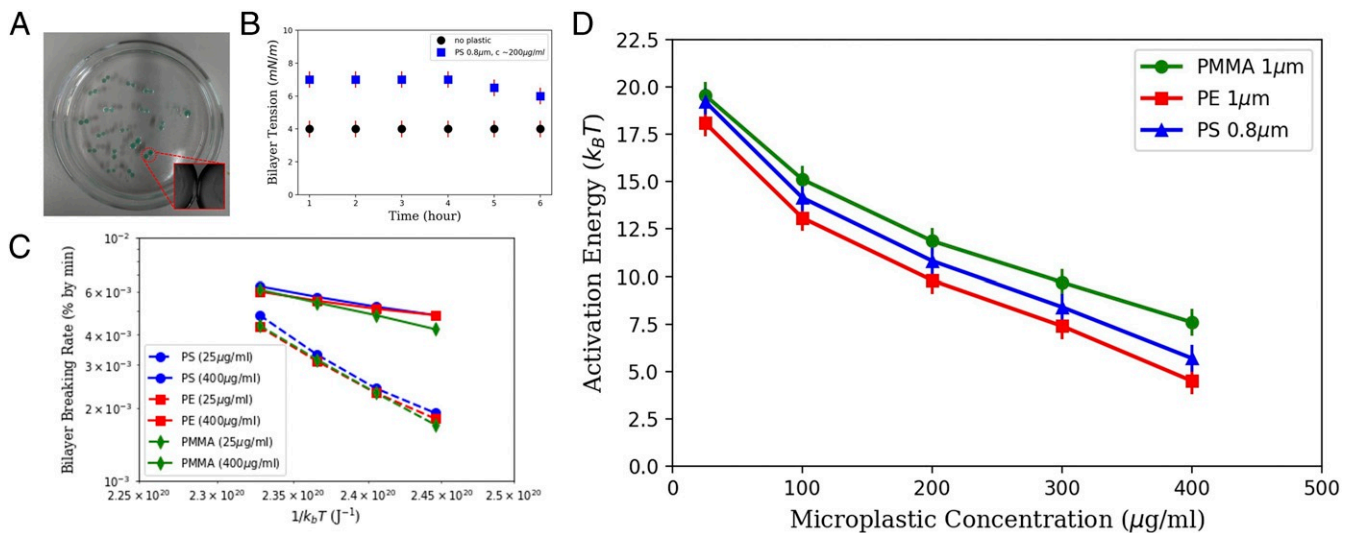 A
B
Bilayer Tension (mN/m)
10
8
6
4
2
0
no plastic
PS 0.8μm, c ~200μg/ml
1 2 3 4 5 6
Time (hour)
C
Bilayer Breaking Rate (% by min)
10⁻²
6 × 10⁻³
4 × 10⁻³
3 × 10⁻³
2 × 10⁻³
10⁻³
PS (25μg/ml)
PS (400μg/ml)
PE (25μg/ml)
PE (400μg/ml)
PMMA (25μg/ml)
PMMA (400μg/ml)
2.25 × 10²⁰ 2.3 × 10²⁰ 2.35 × 10²⁰ 2.4 × 10²⁰ 2.45 × 10²⁰ 2.5 × 10²⁰
1/k_bT (J⁻¹)
D
Activation Energy (k_BT)
22.5
20.0
17.5
15.0
12.5
10.0
7.5
5.0
2.5
0.0
PMMA 1μm
PE 1μm
PS 0.8μm
0 100 200 300 400 500
Microplastic Concentration (μg/ml)